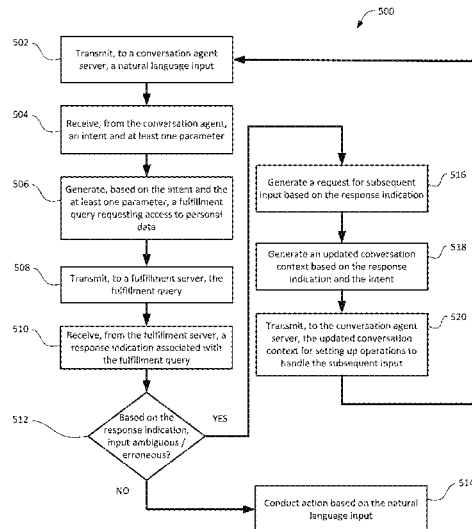 500
502
Transmit, to a conversation agent
server, a natural language input
504
Receive, from the conversation agent,
an intent and at least one parameter
506
Generate, based on the intent and the
at least one parameter, a fulfillment
query requesting access to personal
data
508
Transmit, to a fulfillment server, the
fulfillment query
510
Receive, from the fulfillment server, a
response indication associated with
the fulfillment query
512
Based on the
response indication,
input ambiguous /
erroneous?
YES
NO
516
Generate a request for subsequent
input based on the response indication
518
Generate an updated conversation
context based on the response
indication and the intent
520
Transmit, to the conversation agent
server, the updated conversation
context for setting up operations to
handle the subsequent input
514
Conduct action based on the natural
language input